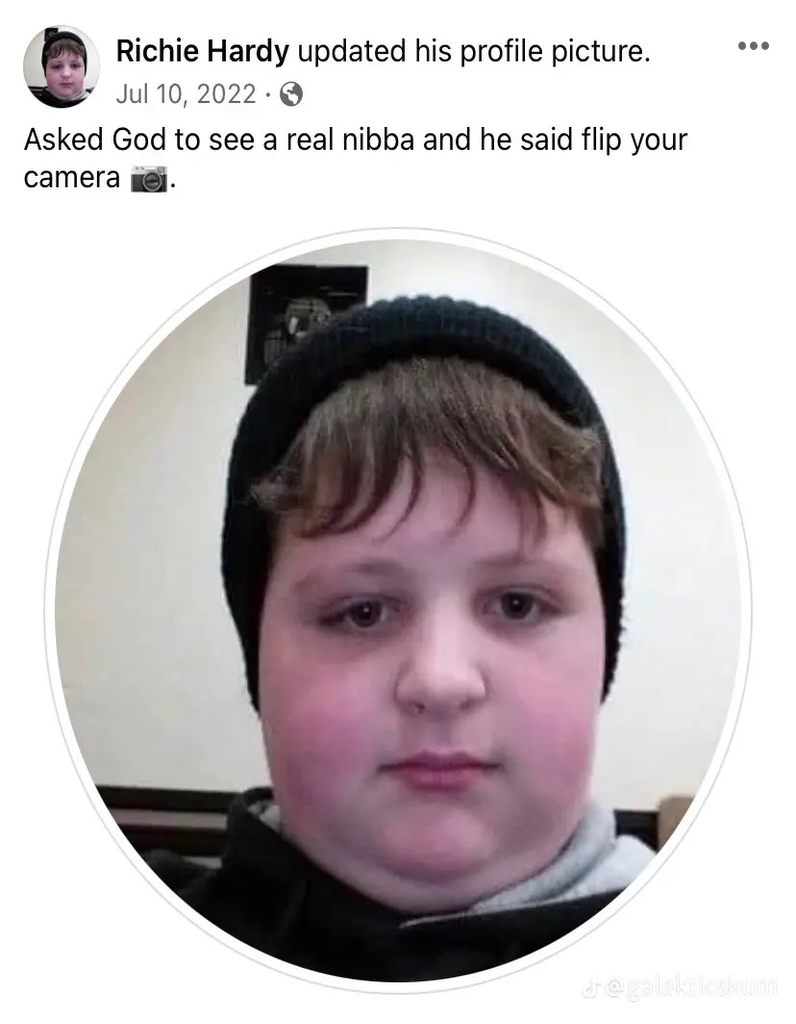 Richie Hardy updated his profile picture.
Jul 10, 2022 ·
Asked God to see a real nibba and he said flip your
camera 📷.
@galakticskum